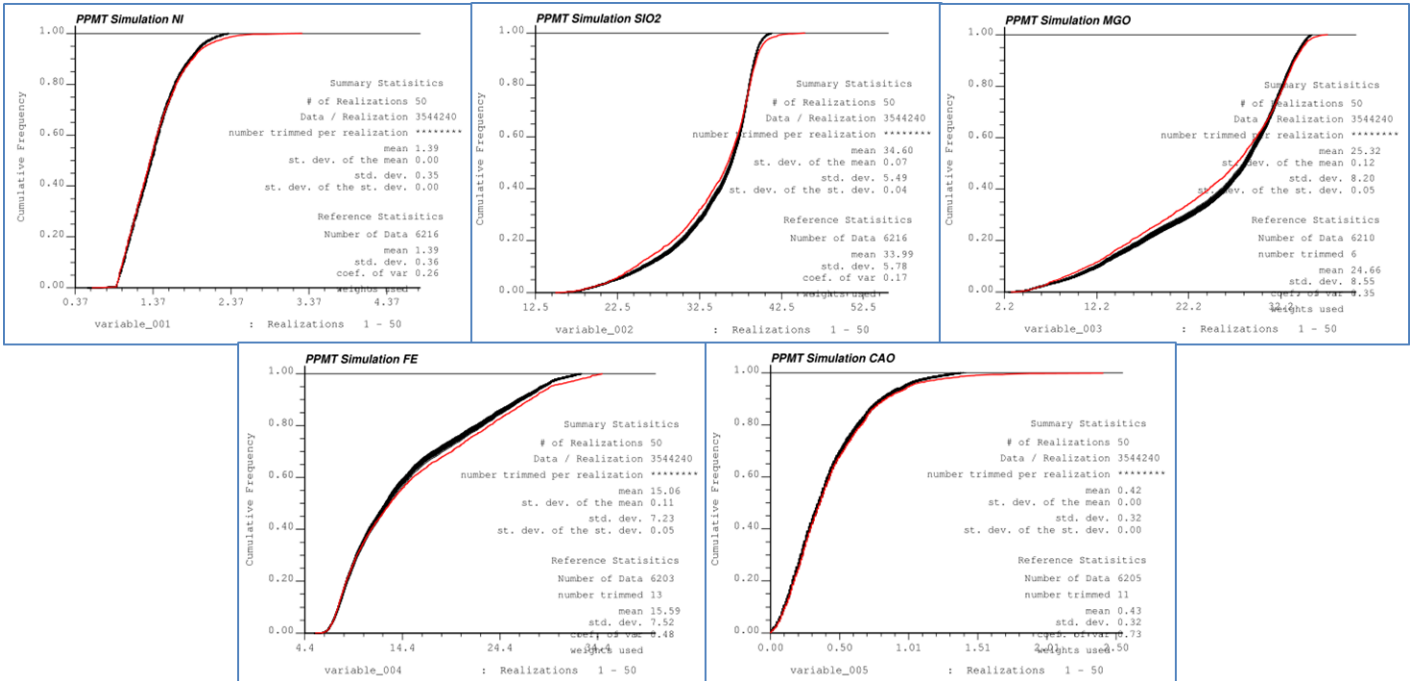 PPMT Simulation NI
1.00
0.80
0.60
0.40
0.20
0.00
Cumulative Frequency
Summary Statisitics
# of Realizations 50
Data / Realization 3544240
number trimmed per realization ********
mean 1.39
st. dev. of the mean 0.00
std. dev. 0.35
st. dev. of the st. dev. 0.00
Reference Statisitics
Number of Data 6216
mean 1.39
std. dev. 0.36
coef. of var 0.26
weights used
0.37 1.37 2.37 3.37 4.37
variable_001 : Realizations 1 - 50
PPMT Simulation SIO2
1.00
0.80
0.60
0.40
0.20
0.00
Cumulative Frequency
Summary Statisitics
# of Realizations 50
Data / Realization 3544240
number trimmed per realization ********
mean 34.60
st. dev. of the mean 0.07
std. dev. 5.49
st. dev. of the st. dev. 0.04
Reference Statisitics
Number of Data 6216
mean 33.99
std. dev. 5.78
coef. of var 0.17
weights used
12.5 22.5 32.5 42.5 52.5
variable_002 : Realizations 1 - 50
PPMT Simulation MGO
1.00
0.80
0.60
0.40
0.20
0.00
Cumulative Frequency
Summary Statisitics
# of Realizations 50
Data / Realization 3544240
number trimmed per realization ********
mean 25.32
st. dev. of the mean 0.12
std. dev. 8.20
st. dev. of the st. dev. 0.05
Reference Statisitics
Number of Data 6210
number trimmed 6
mean 24.66
std. dev. 8.55
coef. of var 0.35
weights used
2.2 12.2 22.2 32.2
variable_003 : Realizations 1 - 50
PPMT Simulation FE
1.00
0.80
0.60
0.40
0.20
0.00
Cumulative Frequency
Summary Statisitics
# of Realizations 50
Data / Realization 3544240
number trimmed per realization ********
mean 15.06
st. dev. of the mean 0.11
std. dev. 7.23
st. dev. of the st. dev. 0.05
Reference Statisitics
Number of Data 6203
number trimmed 13
mean 15.59
std. dev. 7.52
coef. of var 0.48
weights used
4.4 14.4 24.4 34.4
variable_004 : Realizations 1 - 50
PPMT Simulation CAO
1.00
0.80
0.60
0.40
0.20
0.00
Cumulative Frequency
Summary Statisitics
# of Realizations 50
Data / Realization 3544240
number trimmed per realization ********
mean 0.42
st. dev. of the mean 0.00
std. dev. 0.32
st. dev. of the st. dev. 0.00
Reference Statisitics
Number of Data 6205
number trimmed 11
mean 0.43
std. dev. 0.32
coef. of var 0.73
weights used
0.00 0.50 1.01 1.51 2.01 2.50
variable_005 : Realizations 1 - 50